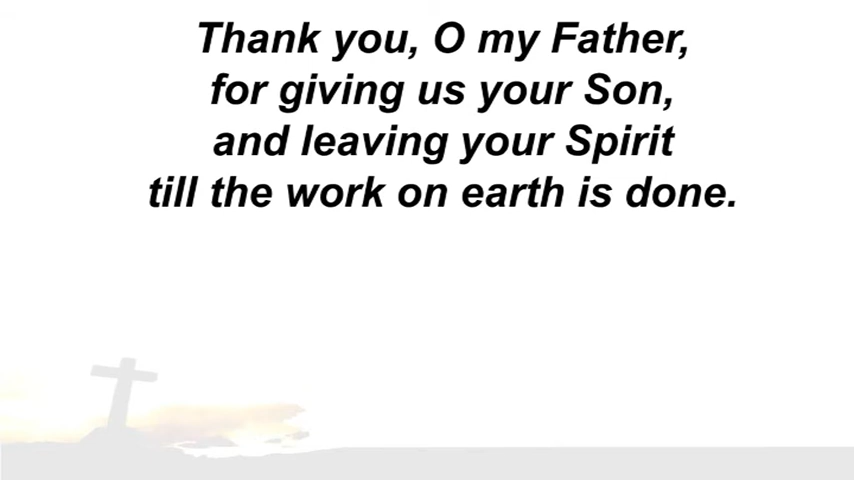 Thank you, O my Father,
for giving us your Son,
and leaving your Spirit
till the work on earth is done.